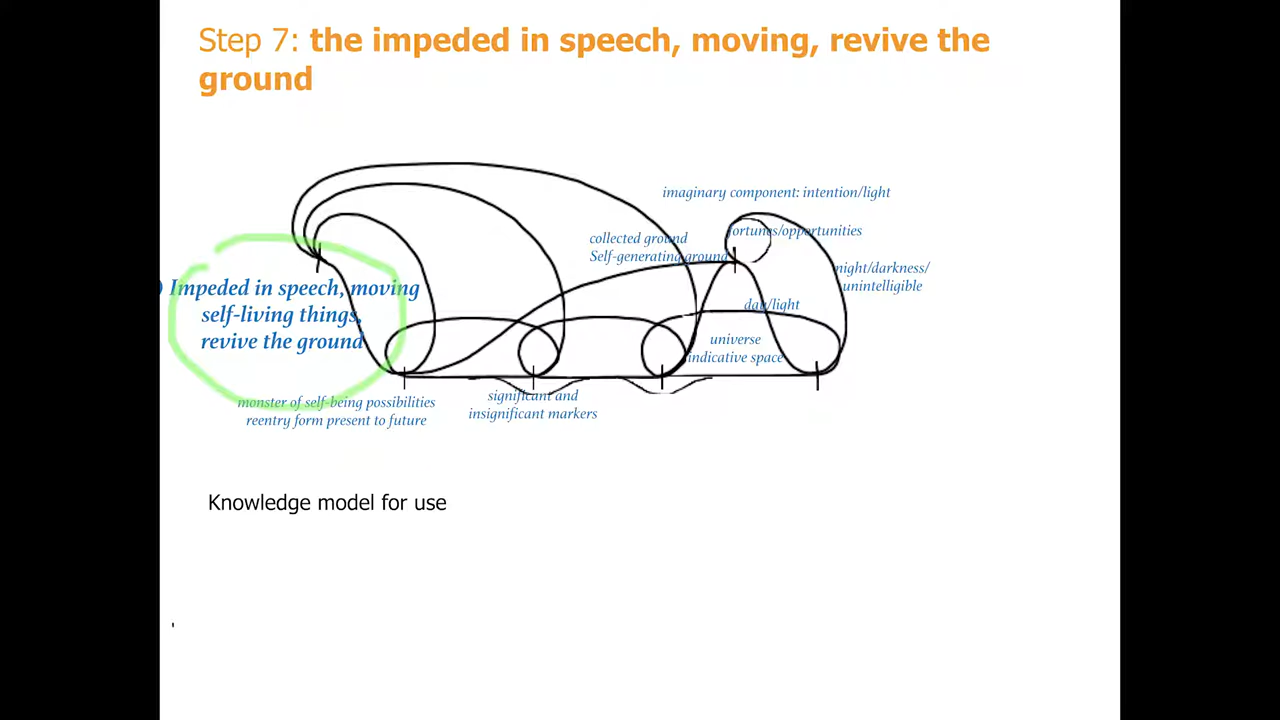 Step 7: the impeded in speech, moving, revive the
ground
imaginary component: intention/light
fortunes/opportunities
collected ground
Self-generating ground
night/darkness/
unintelligible
) Impeded in speech, moving
self-living things,
revive the ground
day/light
universe
indicative space
monster of self-being possibilities
reentry form present to future
significant and
insignificant markers
Knowledge model for use